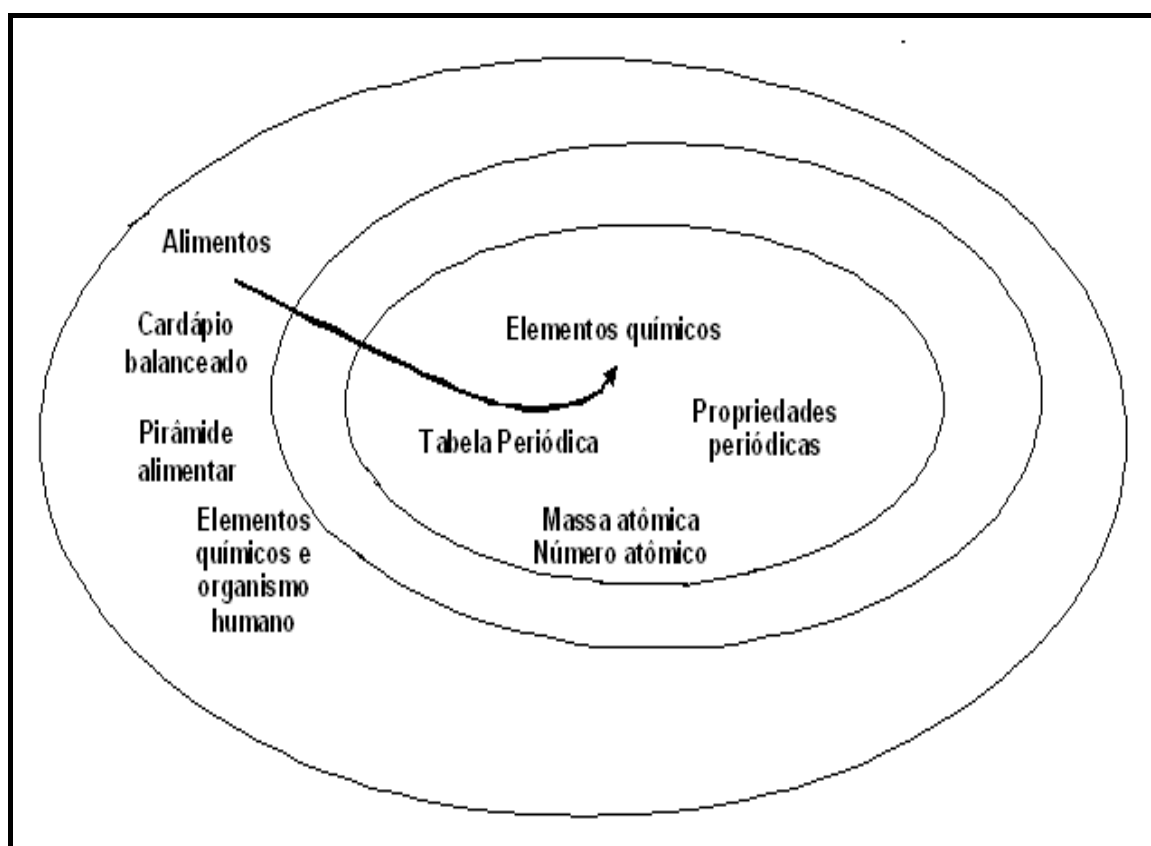 Alimentos
Cardápio
balanceado
Pirâmide
alimentar
Elementos
químicos e
organismo
humano
Elementos químicos
Tabela Periódica
Propriedades
periódicas
Massa atômica
Número atômico